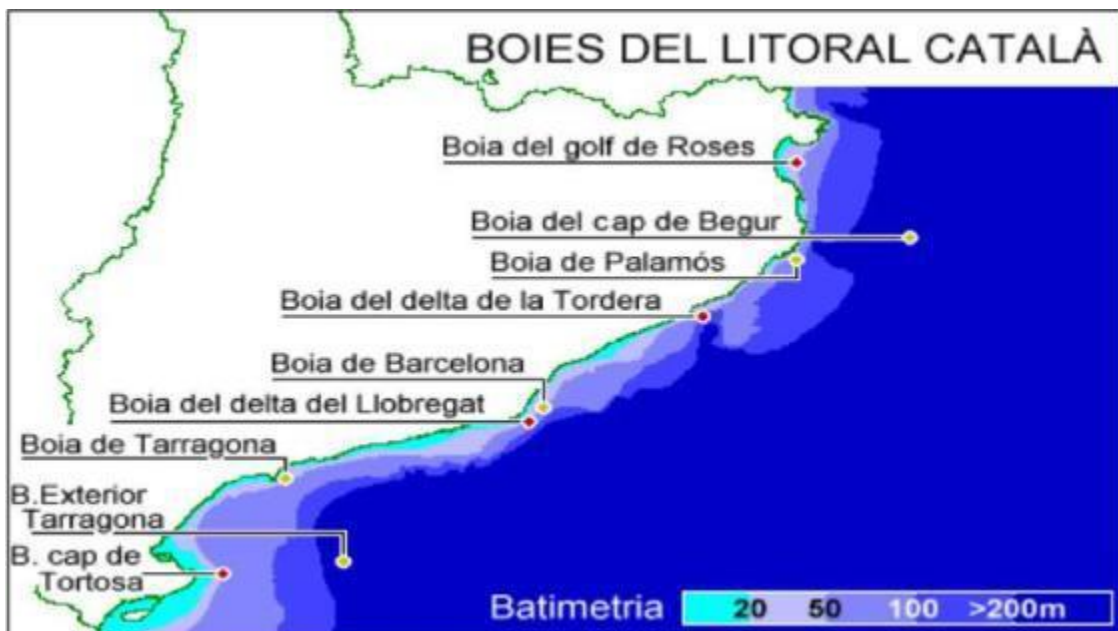 BOIES DEL LITORAL CATALÀ
Boia del golf de Roses
Boia del cap de Begur
Boia de Palamós
Boia del delta de la Tordera
Boia de Barcelona
Boia del delta del Llobregat
Boia de Tarragona
B.Exterior
Tarragona
B. cap de
Tortosa
Batimetria 20 50 100 >200m